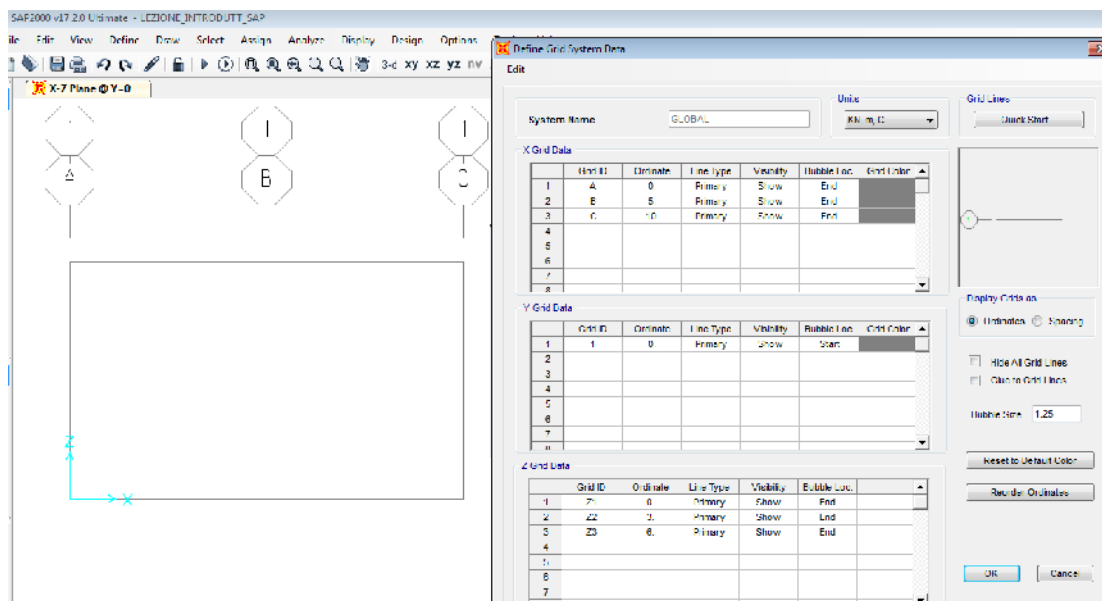 SAP2000 v17.2.0 Ultimate - LEZIONE_INTRODUTT_SAP
File Edit View Define Draw Select Assign Analyze Display Design Options
3-d xy xz yz nv
X-Z Plane @ Y=0
A B C
Z
X
Define Grid System Data
Edit
System Name
GLOBAL
Units
KN, m, C
Grid Lines
Quick Start
X Grid Data
Grid ID Ordinate Line Type Visibility Bubble Loc. Grid Color
1 A 0 Primary Show End
2 B 5 Primary Show End
3 C 10 Primary Show End
4
5
6
7
8
Y Grid Data
Grid ID Ordinate Line Type Visibility Bubble Loc. Grid Color
1 1 0 Primary Show Start
2
3
4
5
6
7
8
Display Grids as
Ordinates Spacing
Hide All Grid Lines
Glue to Grid Lines
Bubble Size 1.25
Reset to Default Color
Reorder Ordinates
Z Grid Data
Grid ID Ordinate Line Type Visibility Bubble Loc.
1 Z1 0. Primary Show End
2 Z2 3. Primary Show End
3 Z3 6. Primary Show End
4
5
6
7
OK Cancel